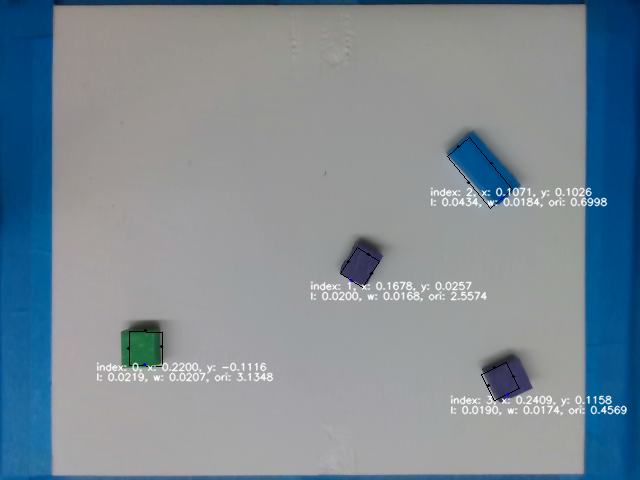 index: 2, x: 0.1071, y: 0.1026
l: 0.0434, w: 0.0184, ori: 0.6998
index: 1, x: 0.1678, y: 0.0257
l: 0.0200, w: 0.0168, ori: 2.5574
index: 0, x: 0.2200, y: -0.1116
l: 0.0219, w: 0.0207, ori: 3.1348
index: 3, x: 0.2409, y: 0.1158
l: 0.0190, w: 0.0174, ori: 0.4569